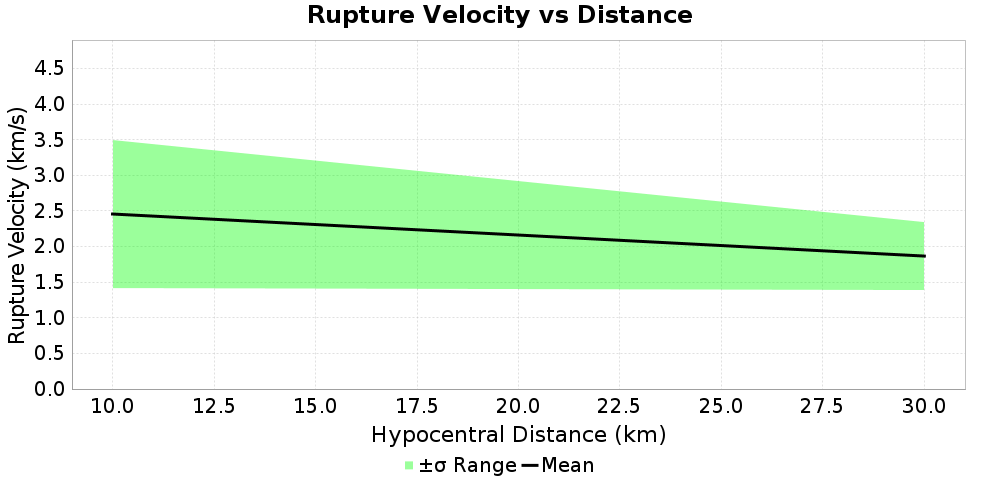 Rupture Velocity vs Distance
Rupture Velocity (km/s)
4.5
4.0
3.5
3.0
2.5
2.0
1.5
1.0
0.5
0.0
10.0 12.5 15.0 17.5 20.0 22.5 25.0 27.5 30.0
Hypocentral Distance (km)
±σ Range Mean